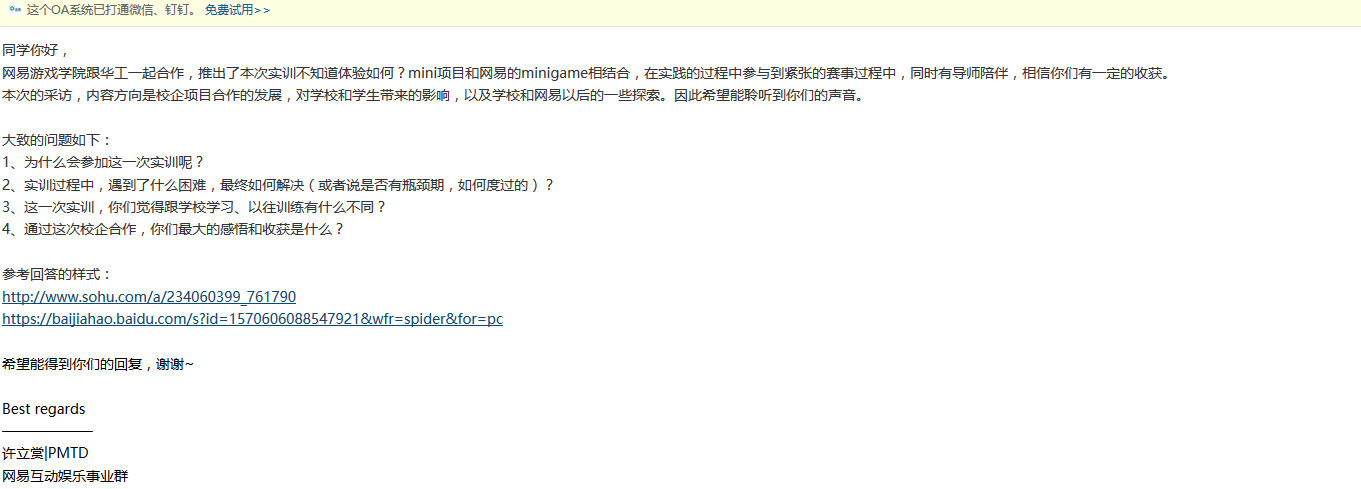 这个OA系统已打通微信、钉钉。 免费试用>>
同学你好，
网易游戏学院跟华工一起合作，推出了本次实训不知道体验如何？mini项目和网易的minigame相结合，在实践的过程中参与到紧张的赛事过程中，同时有导师陪伴，相信你们有一定的收获。
本次的采访，内容方向是校企项目合作的发展，对学校和学生带来的影响，以及学校和网易以后的一些探索。因此希望能聆听到你们的声音。
大致的问题如下：
1、为什么会参加这一次实训呢？
2、实训过程中，遇到了什么困难，最终如何解决（或者说是否有瓶颈期，如何度过的）？
3、这一次实训，你们觉得跟学校学习、以往训练有什么不同？
4、通过这次校企合作，你们最大的感悟和收获是什么？
参考回答的样式：
http://www.sohu.com/a/234060399_761790
https://baijiahao.baidu.com/s?id=1570606088547921&wfr=spider&for=pc
希望能得到你们的回复，谢谢~
Best regards
许立赏|PMTD
网易互动娱乐事业群